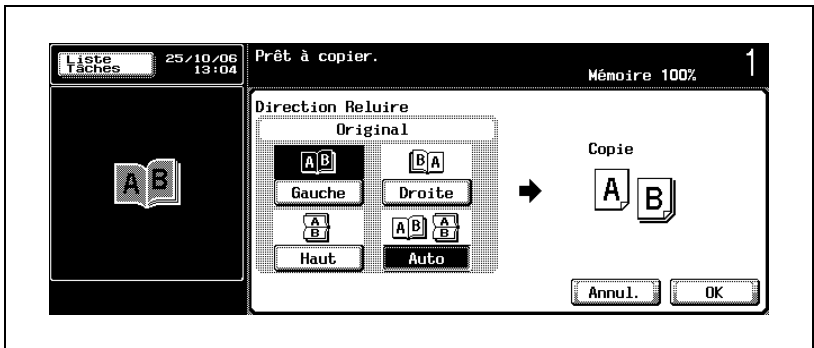 Liste
Tâches
25/10/06
13:04
Prêt à copier.
Mémoire 100%
1
A B
Direction Reluire
Original
A B
B A
Gauche
Droite
A
B
A B
A
B
Haut
Auto
Copie
A
B
Annul.
OK